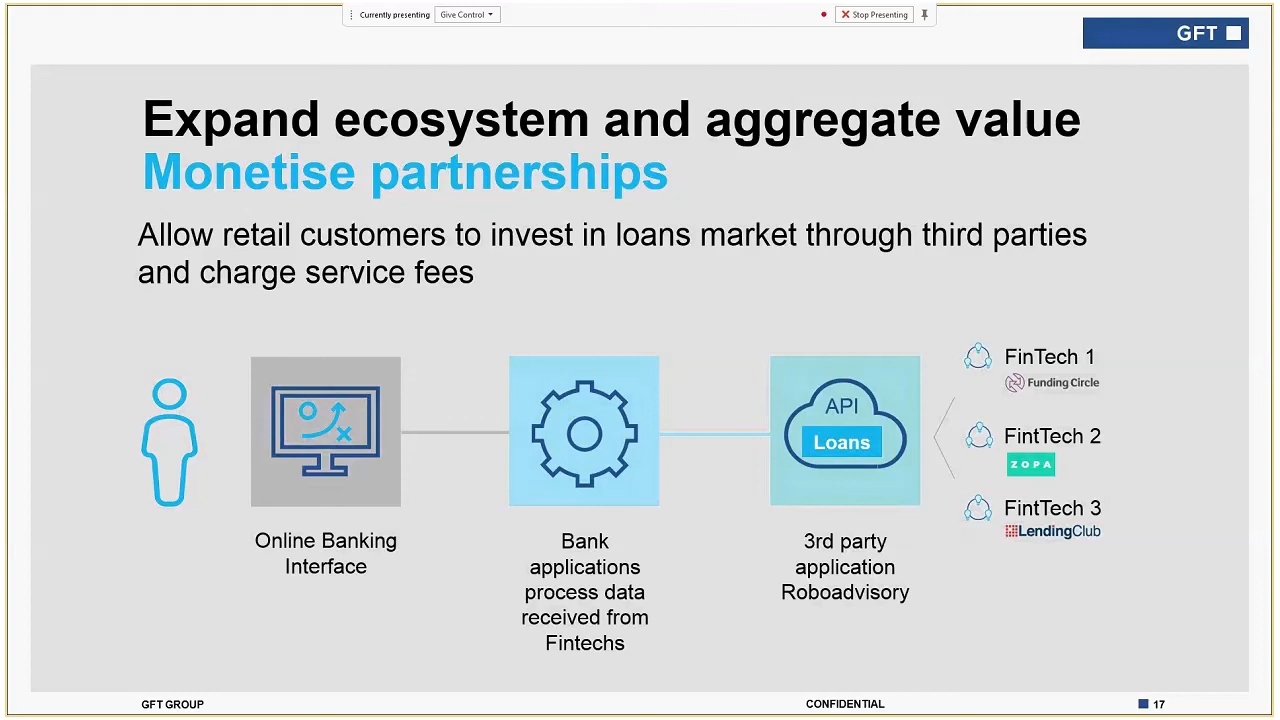 Currently presenting
Give Control
Stop Presenting
GFT
Expand ecosystem and aggregate value
Monetise partnerships
Allow retail customers to invest in loans market through third parties
and charge service fees
API
Loans
FinTech 1
Funding Circle
FintTech 2
ZOPA
FintTech 3
LendingClub
Online Banking
Interface
Bank
applications
process data
received from
Fintechs
3rd party
application
Roboadvisory
GFT GROUP
CONFIDENTIAL
17